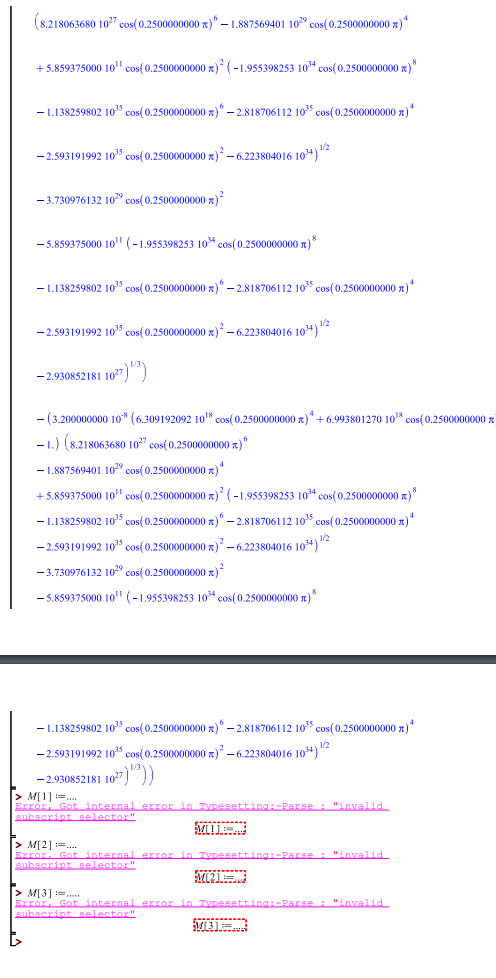 (8.218063680 10^27 cos(0.2500000000 π)^6 − 1.887569401 10^29 cos(0.2500000000 π)^4
+ 5.859375000 10^11 cos(0.2500000000 π)^2 (−1.955398253 10^34 cos(0.2500000000 π)^8
− 1.138259802 10^35 cos(0.2500000000 π)^6 − 2.818706112 10^35 cos(0.2500000000 π)^4
− 2.593191992 10^35 cos(0.2500000000 π)^2 − 6.223804016 10^34)^1/2
− 3.730976132 10^29 cos(0.2500000000 π)^2
− 5.859375000 10^11 (−1.955398253 10^34 cos(0.2500000000 π)^8
− 1.138259802 10^35 cos(0.2500000000 π)^6 − 2.818706112 10^35 cos(0.2500000000 π)^4
− 2.593191992 10^35 cos(0.2500000000 π)^2 − 6.223804016 10^34)^1/2
− 2.930852181 10^27)^1/3)
− (3.200000000 10^-8 (6.309192092 10^18 cos(0.2500000000 π)^4 + 6.993801270 10^18 cos(0.2500000000 π)
− 1.) (8.218063680 10^27 cos(0.2500000000 π)^6
− 1.887569401 10^29 cos(0.2500000000 π)^4
+ 5.859375000 10^11 cos(0.2500000000 π)^2 (−1.955398253 10^34 cos(0.2500000000 π)^8
− 1.138259802 10^35 cos(0.2500000000 π)^6 − 2.818706112 10^35 cos(0.2500000000 π)^4
− 2.593191992 10^35 cos(0.2500000000 π)^2 − 6.223804016 10^34)^1/2
− 3.730976132 10^29 cos(0.2500000000 π)^2
− 5.859375000 10^11 (−1.955398253 10^34 cos(0.2500000000 π)^8
− 1.138259802 10^35 cos(0.2500000000 π)^6 − 2.818706112 10^35 cos(0.2500000000 π)^4
− 2.593191992 10^35 cos(0.2500000000 π)^2 − 6.223804016 10^34)^1/2
− 2.930852181 10^27)^1/3))
> M[1] :=....
Error, Got internal error in Typesetting:-Parse : "invalid
subscript selector"
M[1] :=....
> M[2] :=....
Error, Got internal error in Typesetting:-Parse : "invalid
subscript selector"
M[2] :=....
> M[3] :=.....
Error, Got internal error in Typesetting:-Parse : "invalid
subscript selector"
M[3] :=.....
>